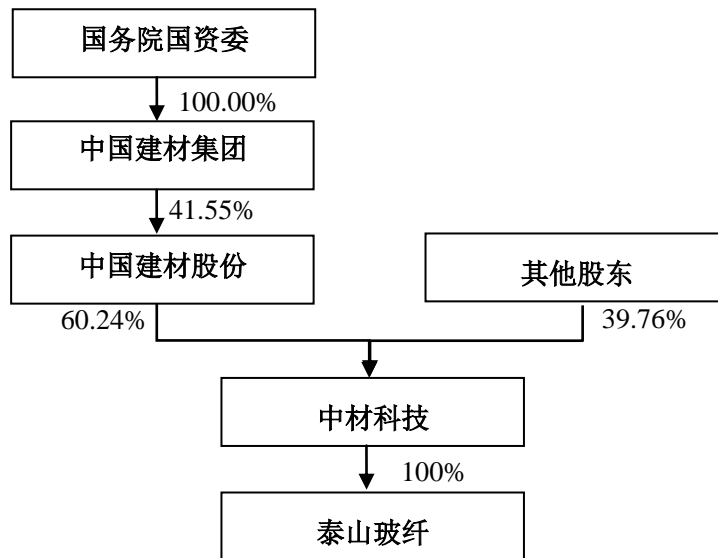 国务院国资委
100.00%
中国建材集团
41.55%
中国建材股份
其他股东
60.24%
39.76%
中材科技
100%
泰山玻纤